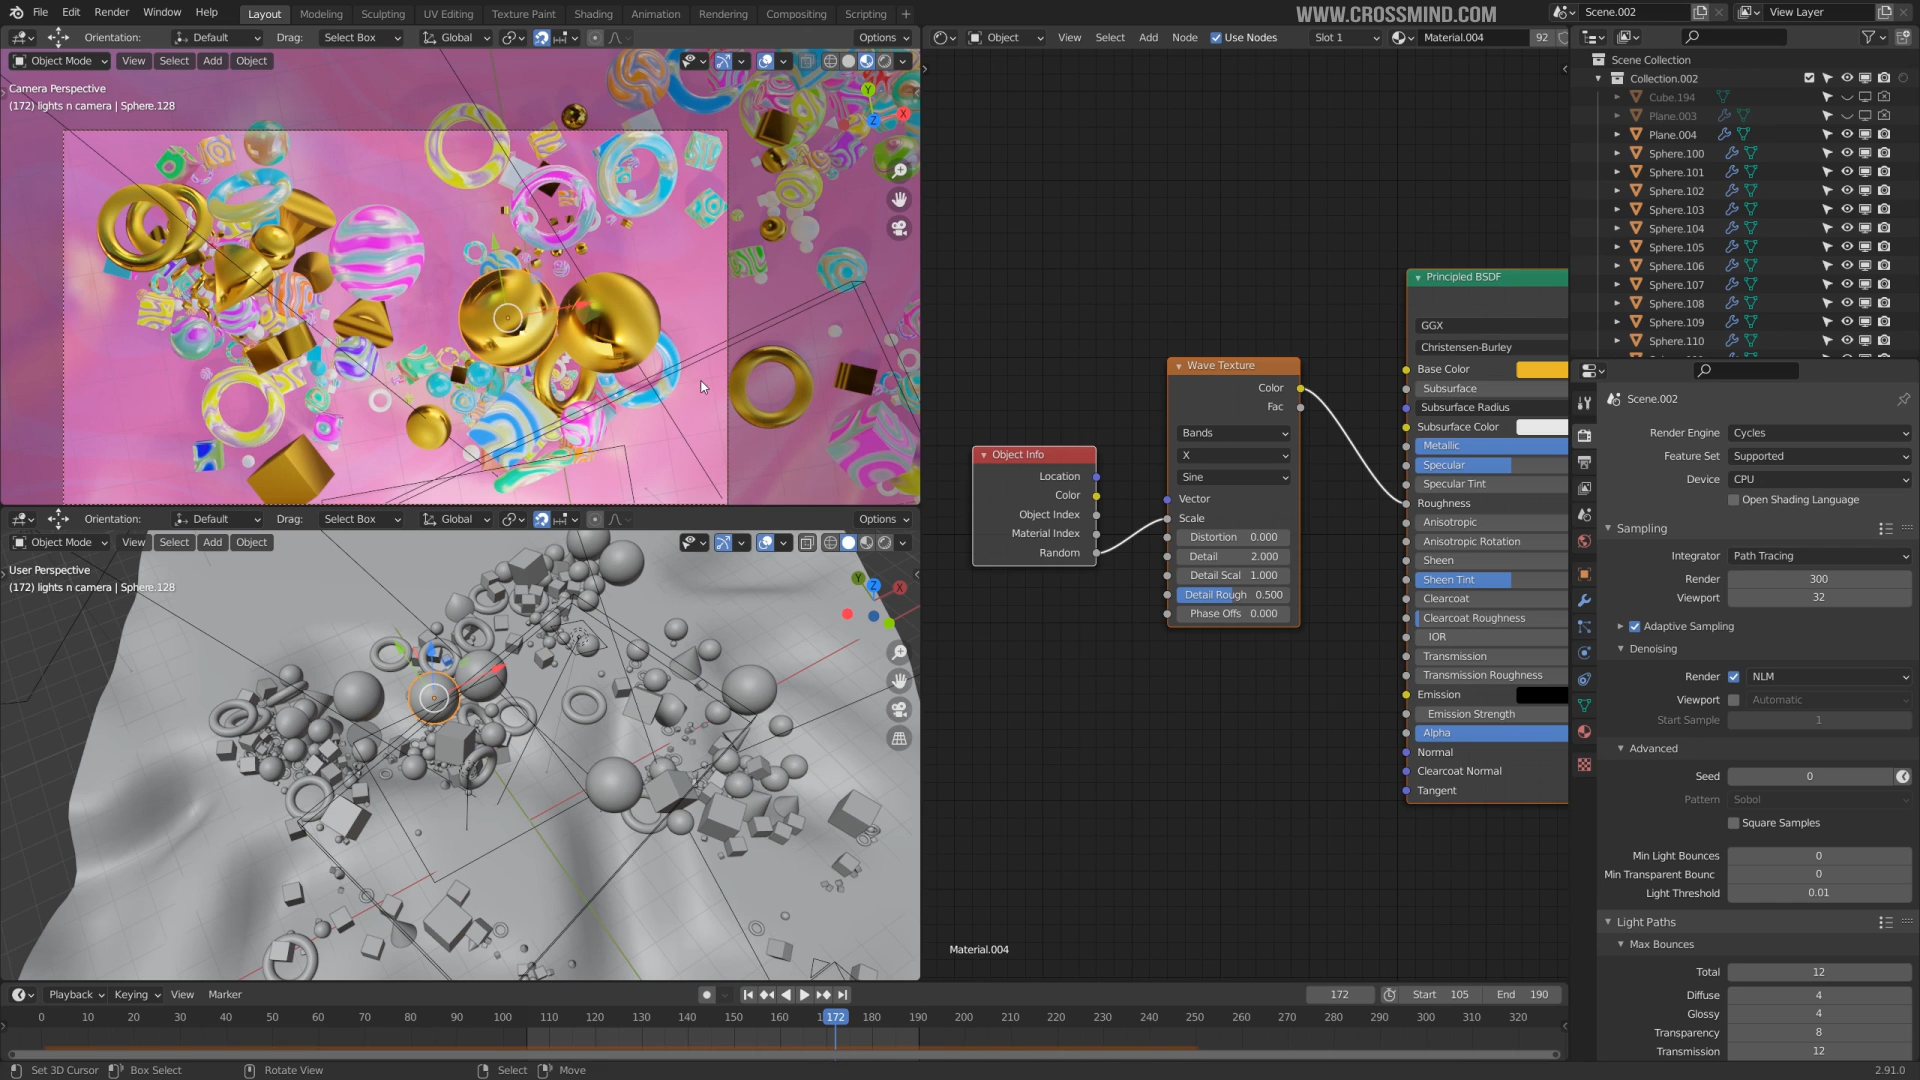 File Edit Render Window Help Layout Modeling Sculpting UV Editing Texture Paint Shading Animation Rendering Compositing Scripting +
WWW.CROSSMIND.COM
Scene.002
View Layer
Orientation: Default Drag: Select Box Global Options
Object Mode View Select Add Object
Camera Perspective
(172) lights n camera | Sphere.128
Y
X
Z
Orientation: Default Drag: Select Box Global Options
Object Mode View Select Add Object
User Perspective
(172) lights n camera | Sphere.128
Y
Z
X
Object View Select Add Node Use Nodes Slot 1 Material.004 92
Object Info
Location
Color
Object Index
Material Index
Random
Wave Texture
Color
Fac
Bands
X
Sine
Vector
Scale
Distortion 0.000
Detail 2.000
Detail Scal 1.000
Detail Rough 0.500
Phase Offs 0.000
Principled BSDF
GGX
Christensen-Burley
Base Color
Subsurface
Subsurface Radius
Subsurface Color
Metallic
Specular
Specular Tint
Roughness
Anisotropic
Anisotropic Rotation
Sheen
Sheen Tint
Clearcoat
Clearcoat Roughness
IOR
Transmission
Transmission Roughness
Emission
Emission Strength
Alpha
Normal
Clearcoat Normal
Tangent
Material.004
Scene Collection
Collection.002
Cube.194
Plane.003
Plane.004
Sphere.100
Sphere.101
Sphere.102
Sphere.103
Sphere.104
Sphere.105
Sphere.106
Sphere.107
Sphere.108
Sphere.109
Sphere.110
Scene.002
Render Engine Cycles
Feature Set Supported
Device CPU
Open Shading Language
Sampling
Integrator Path Tracing
Render 300
Viewport 32
Adaptive Sampling
Denoising
Render NLM
Viewport Automatic
Start Sample 1
Advanced
Seed 0
Pattern Sobol
Square Samples
Min Light Bounces 0
Min Transparent Bounc 0
Light Threshold 0.01
Light Paths
Max Bounces
Total 12
Diffuse 4
Glossy 4
Transparency 8
Transmission 12
Playback Keying View Marker
172 Start 105 End 190
0 10 20 30 40 50 60 70 80 90 100 110 120 130 140 150 160 172 180 190 200 210 220 230 240 250 260 270 280 290 300 310 320
Set 3D Cursor Box Select Rotate View Select Move
2.91.0